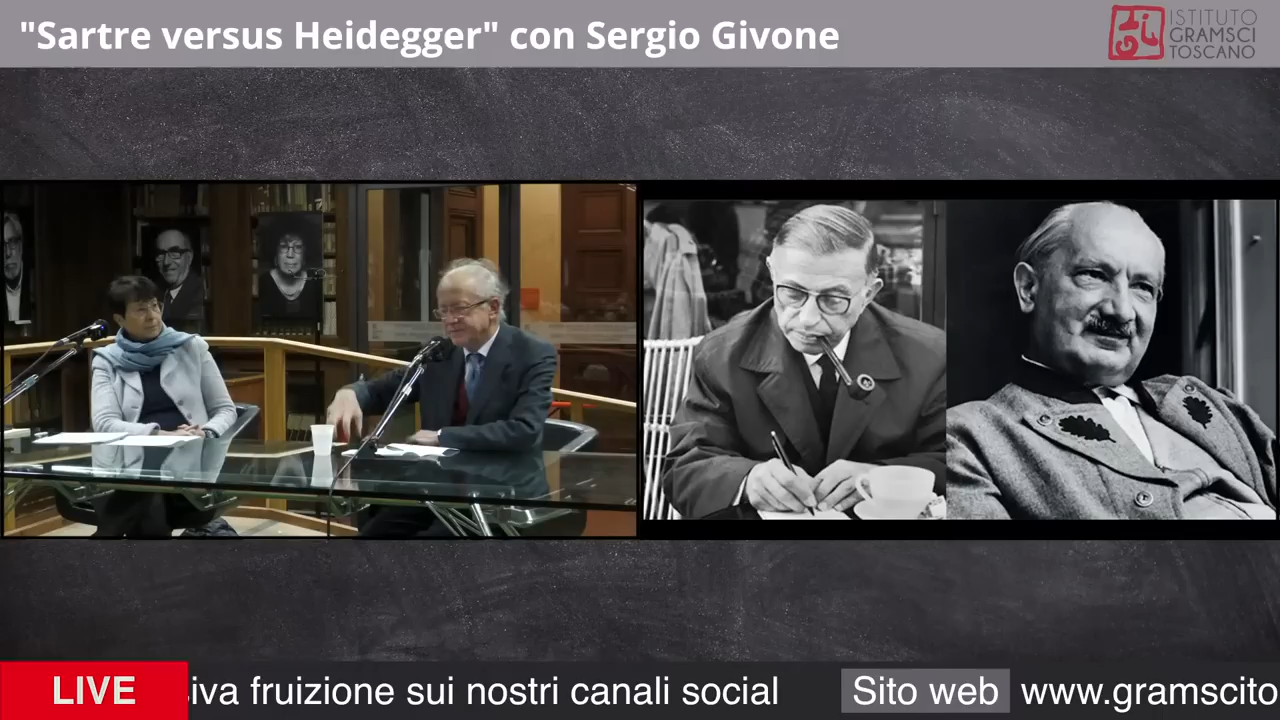 "Sartre versus Heidegger" con Sergio Givone
ISTITUTO
GRAMSCI
TOSCANO
LIVE
siva fruizione sui nostri canali social
Sito web
www.gramscito